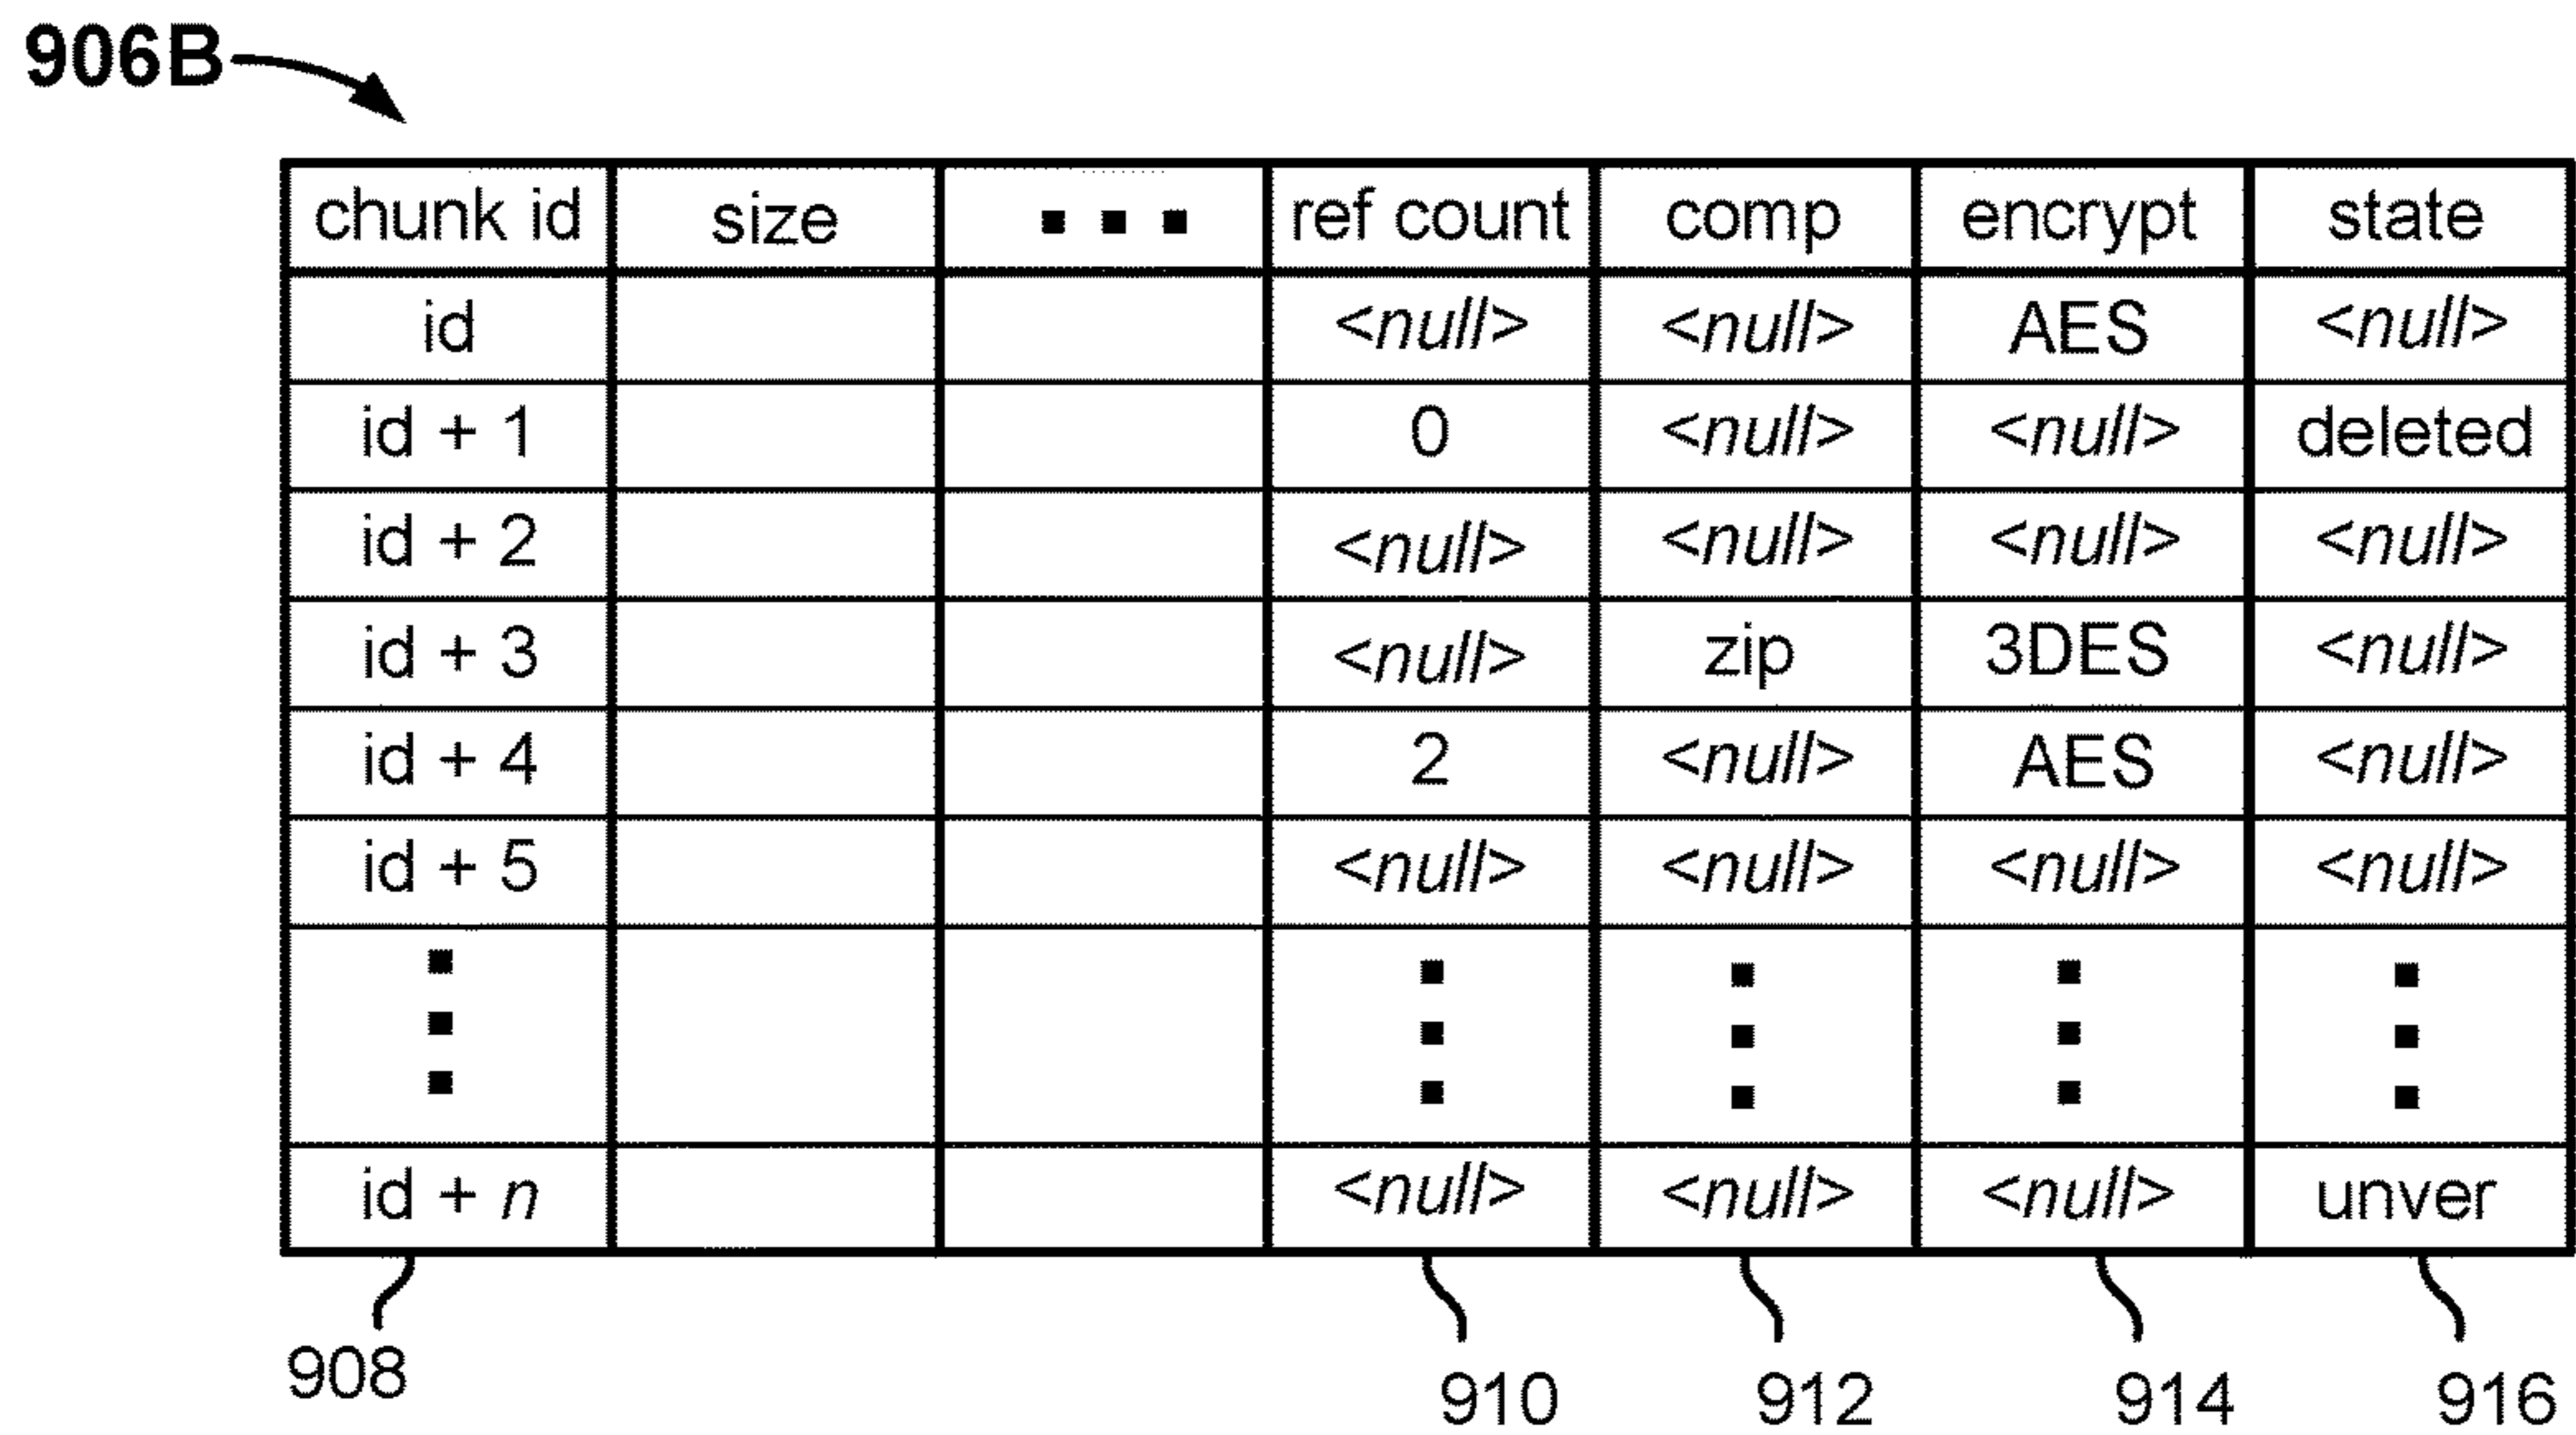 906B
chunk id size ▪ ▪ ▪ ref count comp encrypt state
id <null> <null> AES <null>
id + 1 0 <null> <null> deleted
id + 2 <null> <null> <null> <null>
id + 3 <null> zip 3DES <null>
id + 4 2 <null> AES <null>
id + 5 <null> <null> <null> <null>
▪ ▪ ▪ ▪ ▪
▪ ▪ ▪ ▪ ▪
▪ ▪ ▪ ▪ ▪
id + n <null> <null> <null> unver
908 910 912 914 916